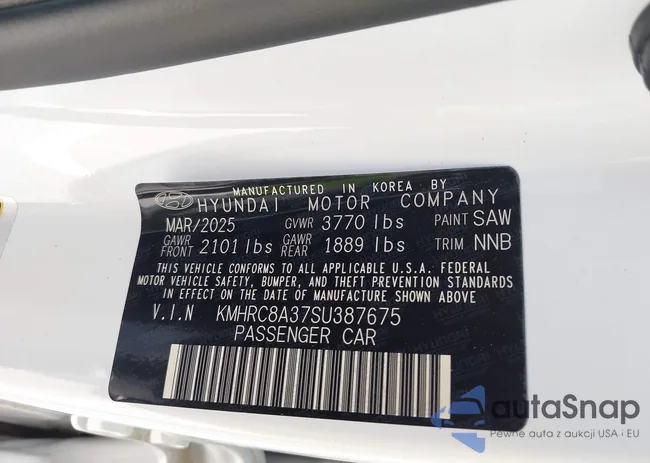 MANUFACTURED IN KOREA BY
HYUNDAI MOTOR COMPANY
MAR/2025 GVWR 3770 lbs PAINT SAW
GAWR FRONT 2101 lbs GAWR REAR 1889 lbs TRIM NNB
THIS VEHICLE CONFORMS TO ALL APPLICABLE U.S.A. FEDERAL
MOTOR VEHICLE SAFETY, BUMPER, AND THEFT PREVENTION STANDARDS
IN EFFECT ON THE DATE OF MANUFACTURE SHOWN ABOVE
V.I.N KMHRC8A37SU387675
PASSENGER CAR
autaSnap
Pewne auta z aukcji USA i EU